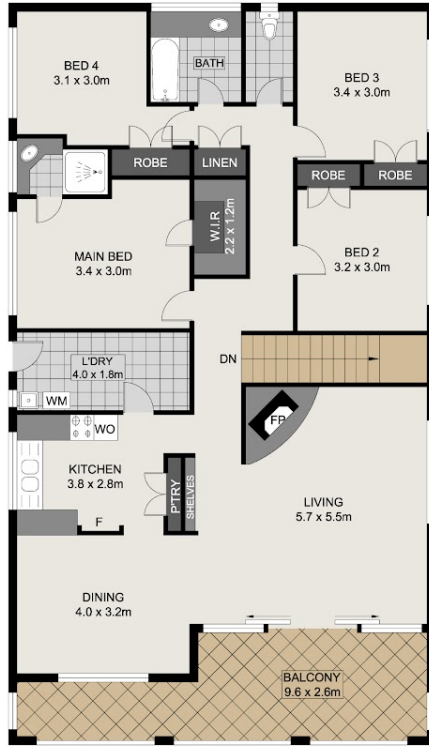 BED 4
3.1 x 3.0m
BATH
BED 3
3.4 x 3.0m
ROBE
LINEN
ROBE
ROBE
W.I.R
2.2 x 1.2m
MAIN BED
3.4 x 3.0m
BED 2
3.2 x 3.0m
L'DRY
4.0 x 1.8m
DN
WM
WO
FP
KITCHEN
3.8 x 2.8m
P'TRY
SHELVES
LIVING
5.7 x 5.5m
F
DINING
4.0 x 3.2m
BALCONY
9.6 x 2.6m